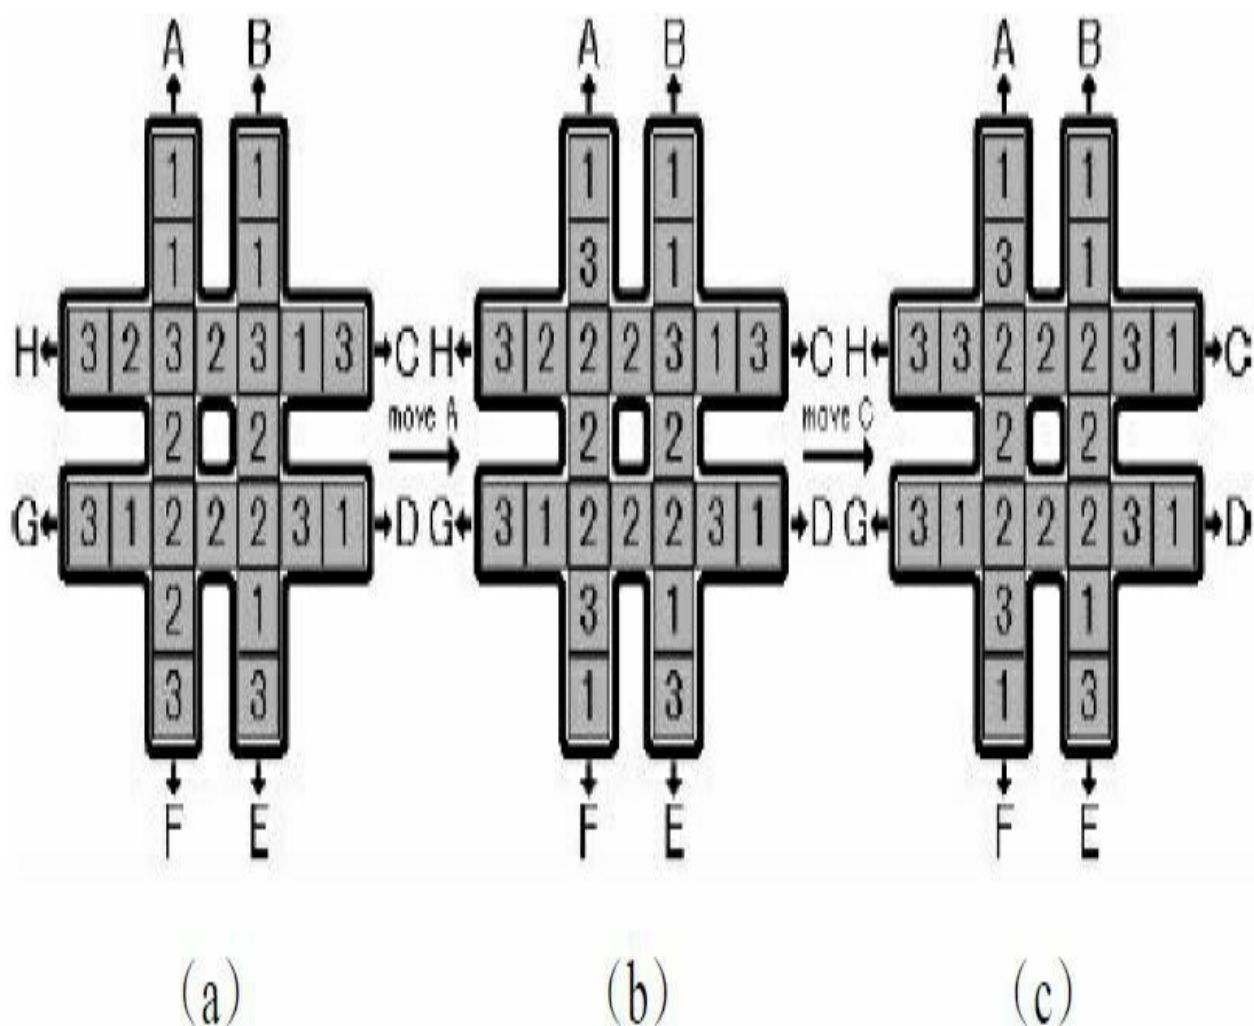 A B A B A B
1 1 1 1 1 1
1 1 3 1 3 1
H 3 2 3 2 3 1 3 C H 3 2 2 2 3 1 3 C H 3 3 2 2 2 3 1 C
move A move C
2 2 2 2 2 2
G 3 1 2 2 2 3 1 D G 3 1 2 2 2 3 1 D G 3 1 2 2 2 3 1 D
2 1 3 1 3 1
3 3 1 3 1 3
F E F E F E
(a) (b) (c)